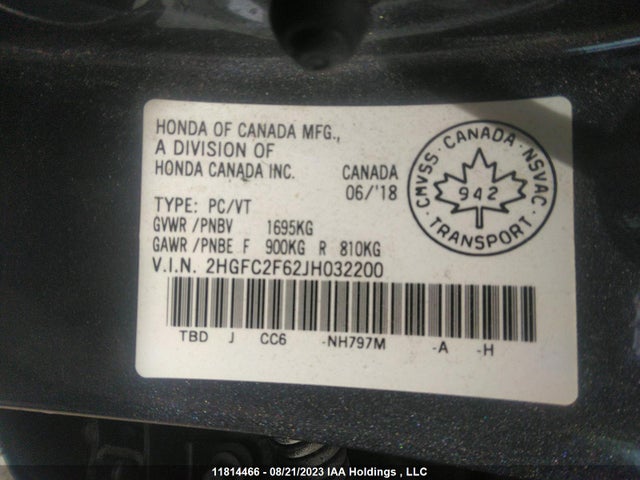 HONDA OF CANADA MFG.,
A DIVISION OF
HONDA CANADA INC.
CANADA
06/'18
TYPE: PC/VT
GVWR /PNBV 1695KG
GAWR /PNBE F 900KG R 810KG
V.I.N. 2HGFC2F62JH032200
TBD J CC6 -NH797M -A -H
CMVSS · CANADA · NSVAC
942
· TRANSPORT ·
11814466 - 08/21/2023 IAA Holdings , LLC